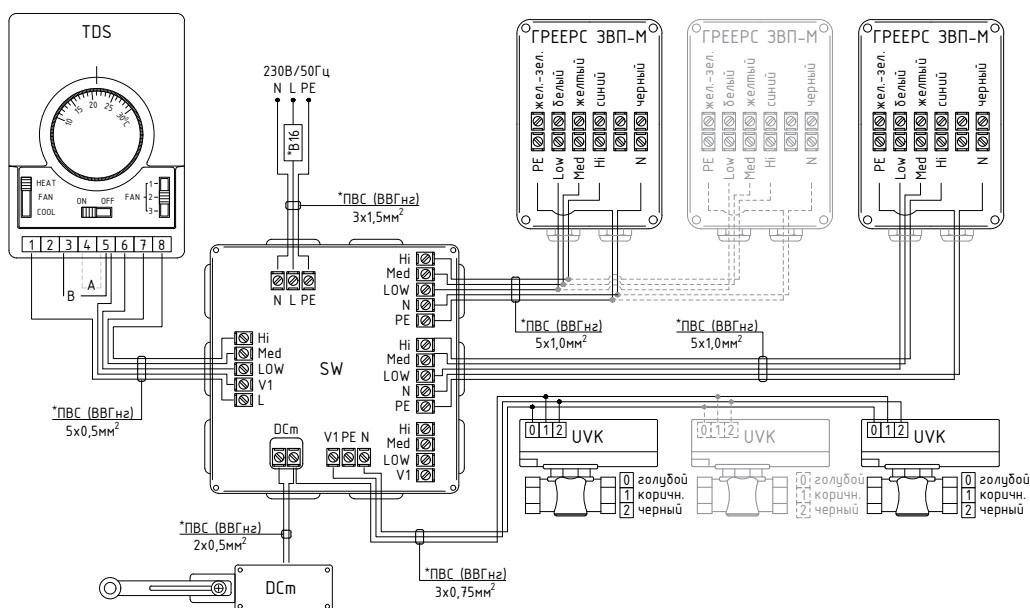 TDS
10 15 20 25 30°C
HEAT
FAN
COOL
ON OFF
FAN
1
2
3
1 2 3 4 5 6 7 8
B
A
230В/50Гц
N L PE
*В16
*ПВС (ВВГнг)
3x1,5мм²
N L PE
SW
Hi
Med
LOW
V1
L
*ПВС (ВВГнг)
5x0,5мм²
Hi
Med
LOW
N
PE
Hi
Med
LOW
N
PE
Hi
Med
LOW
V1
DCm
V1 PE N
*ПВС (ВВГнг)
2x0,5мм²
DCm
*ПВС (ВВГнг)
3x0,75мм²
*ПВС (ВВГнг)
5x1,0мм²
*ПВС (ВВГнг)
5x1,0мм²
ГРЕЕРС ЗВП-М
жел.-зел.
белый
желтый
синий
черный
PE
Low
Med
Hi
N
ГРЕЕРС ЗВП-М
жел.-зел.
белый
желтый
синий
черный
PE
Low
Med
Hi
N
ГРЕЕРС ЗВП-М
жел.-зел.
белый
желтый
синий
черный
PE
Low
Med
Hi
N
0 1 2
UVK
0 голубой
1 коричн.
2 черный
0 1 2
UVK
0 голубой
1 коричн.
2 черный
0 1 2
UVK
0 голубой
1 коричн.
2 черный